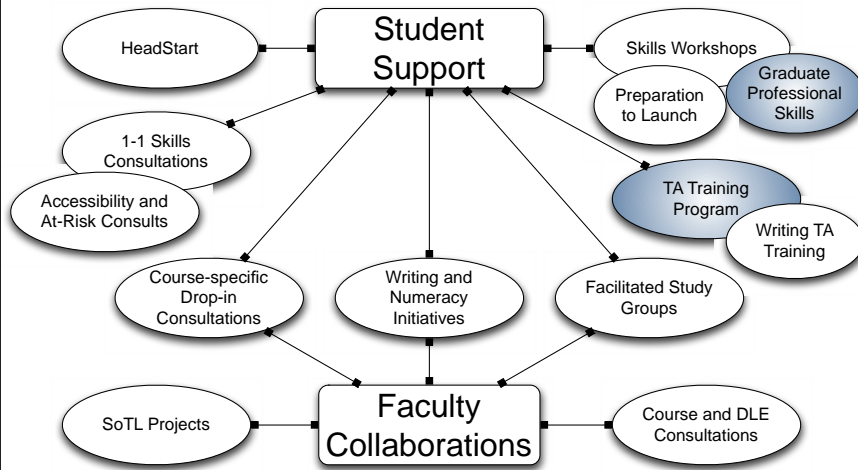 HeadStart
Student
Support
Skills Workshops
Preparation
to Launch
Graduate
Professional
Skills
1-1 Skills
Consultations
Accessibility and
At-Risk Consults
TA Training
Program
Writing TA
Training
Course-specific
Drop-in
Consultations
Writing and
Numeracy
Initiatives
Facilitated Study
Groups
SoTL Projects
Faculty
Collaborations
Course and DLE
Consultations